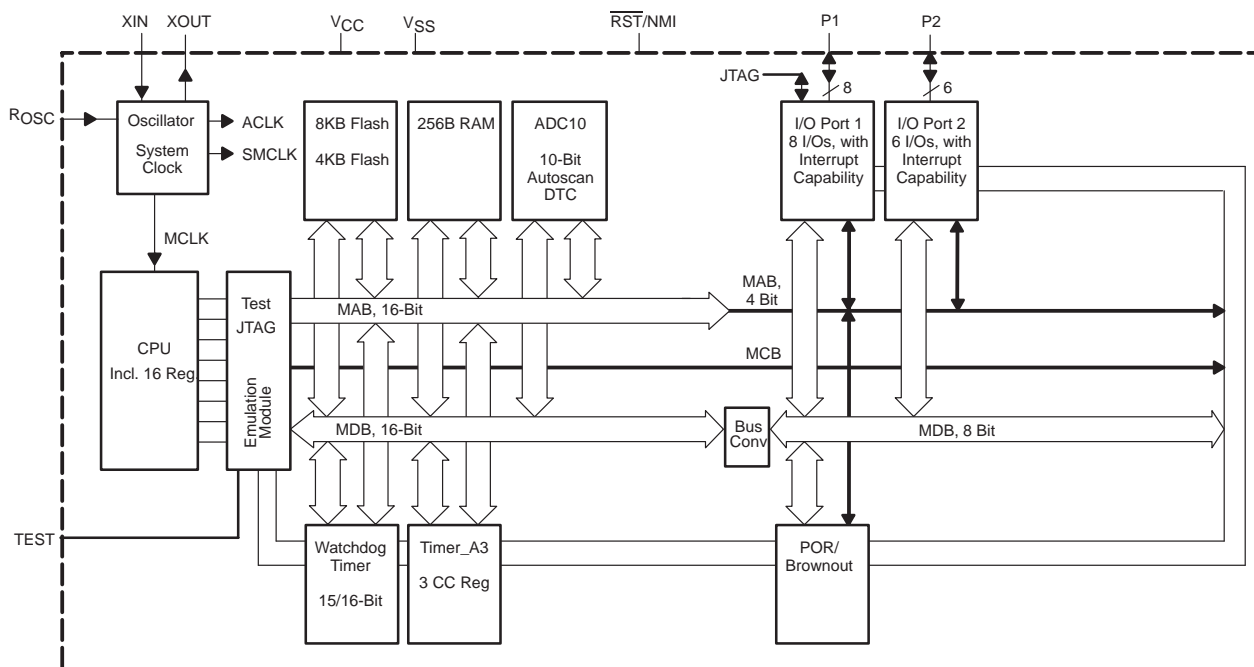 XIN XOUT VCC VSS RST/NMI P1 P2
JTAG
8 6
ROSC
Oscillator
System
Clock
ACLK
SMCLK
8KB Flash
4KB Flash
256B RAM
ADC10
10-Bit
Autoscan
DTC
I/O Port 1
8 I/Os, with
Interrupt
Capability
I/O Port 2
6 I/Os, with
Interrupt
Capability
MCLK
CPU
Incl. 16 Reg.
Test
JTAG
Emulation
Module
MAB, 16-Bit
MAB,
4 Bit
MCB
MDB, 16-Bit
Bus
Conv
MDB, 8 Bit
TEST
Watchdog
Timer
15/16-Bit
Timer_A3
3 CC Reg
POR/
Brownout